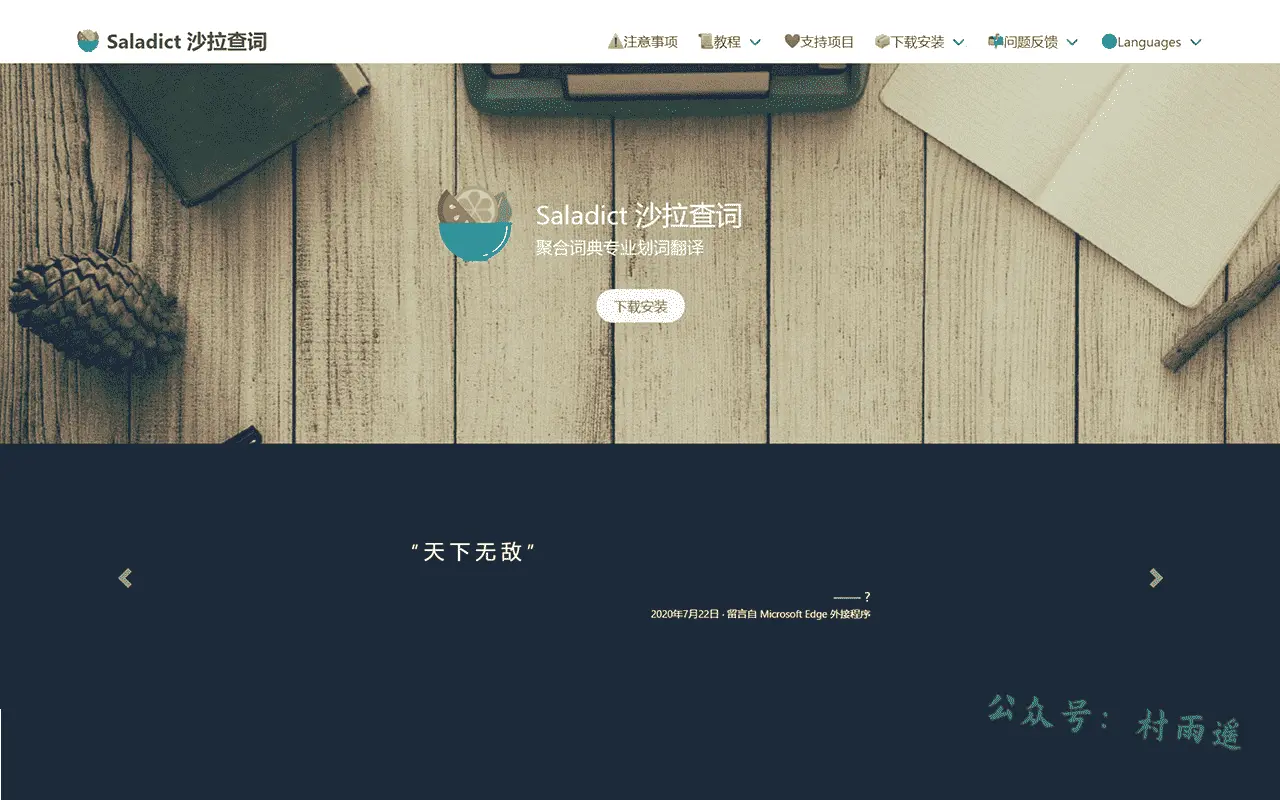 Saladict 沙拉查词
⚠️注意事项 📜教程 🤎支持项目 📦下载安装 📬问题反馈 Languages
Saladict 沙拉查词
聚合词典专业划词翻译
下载安装
“天下无敌”
—— ?
2020年7月22日 · 留言自 Microsoft Edge 外接程序
公众号：村雨遥